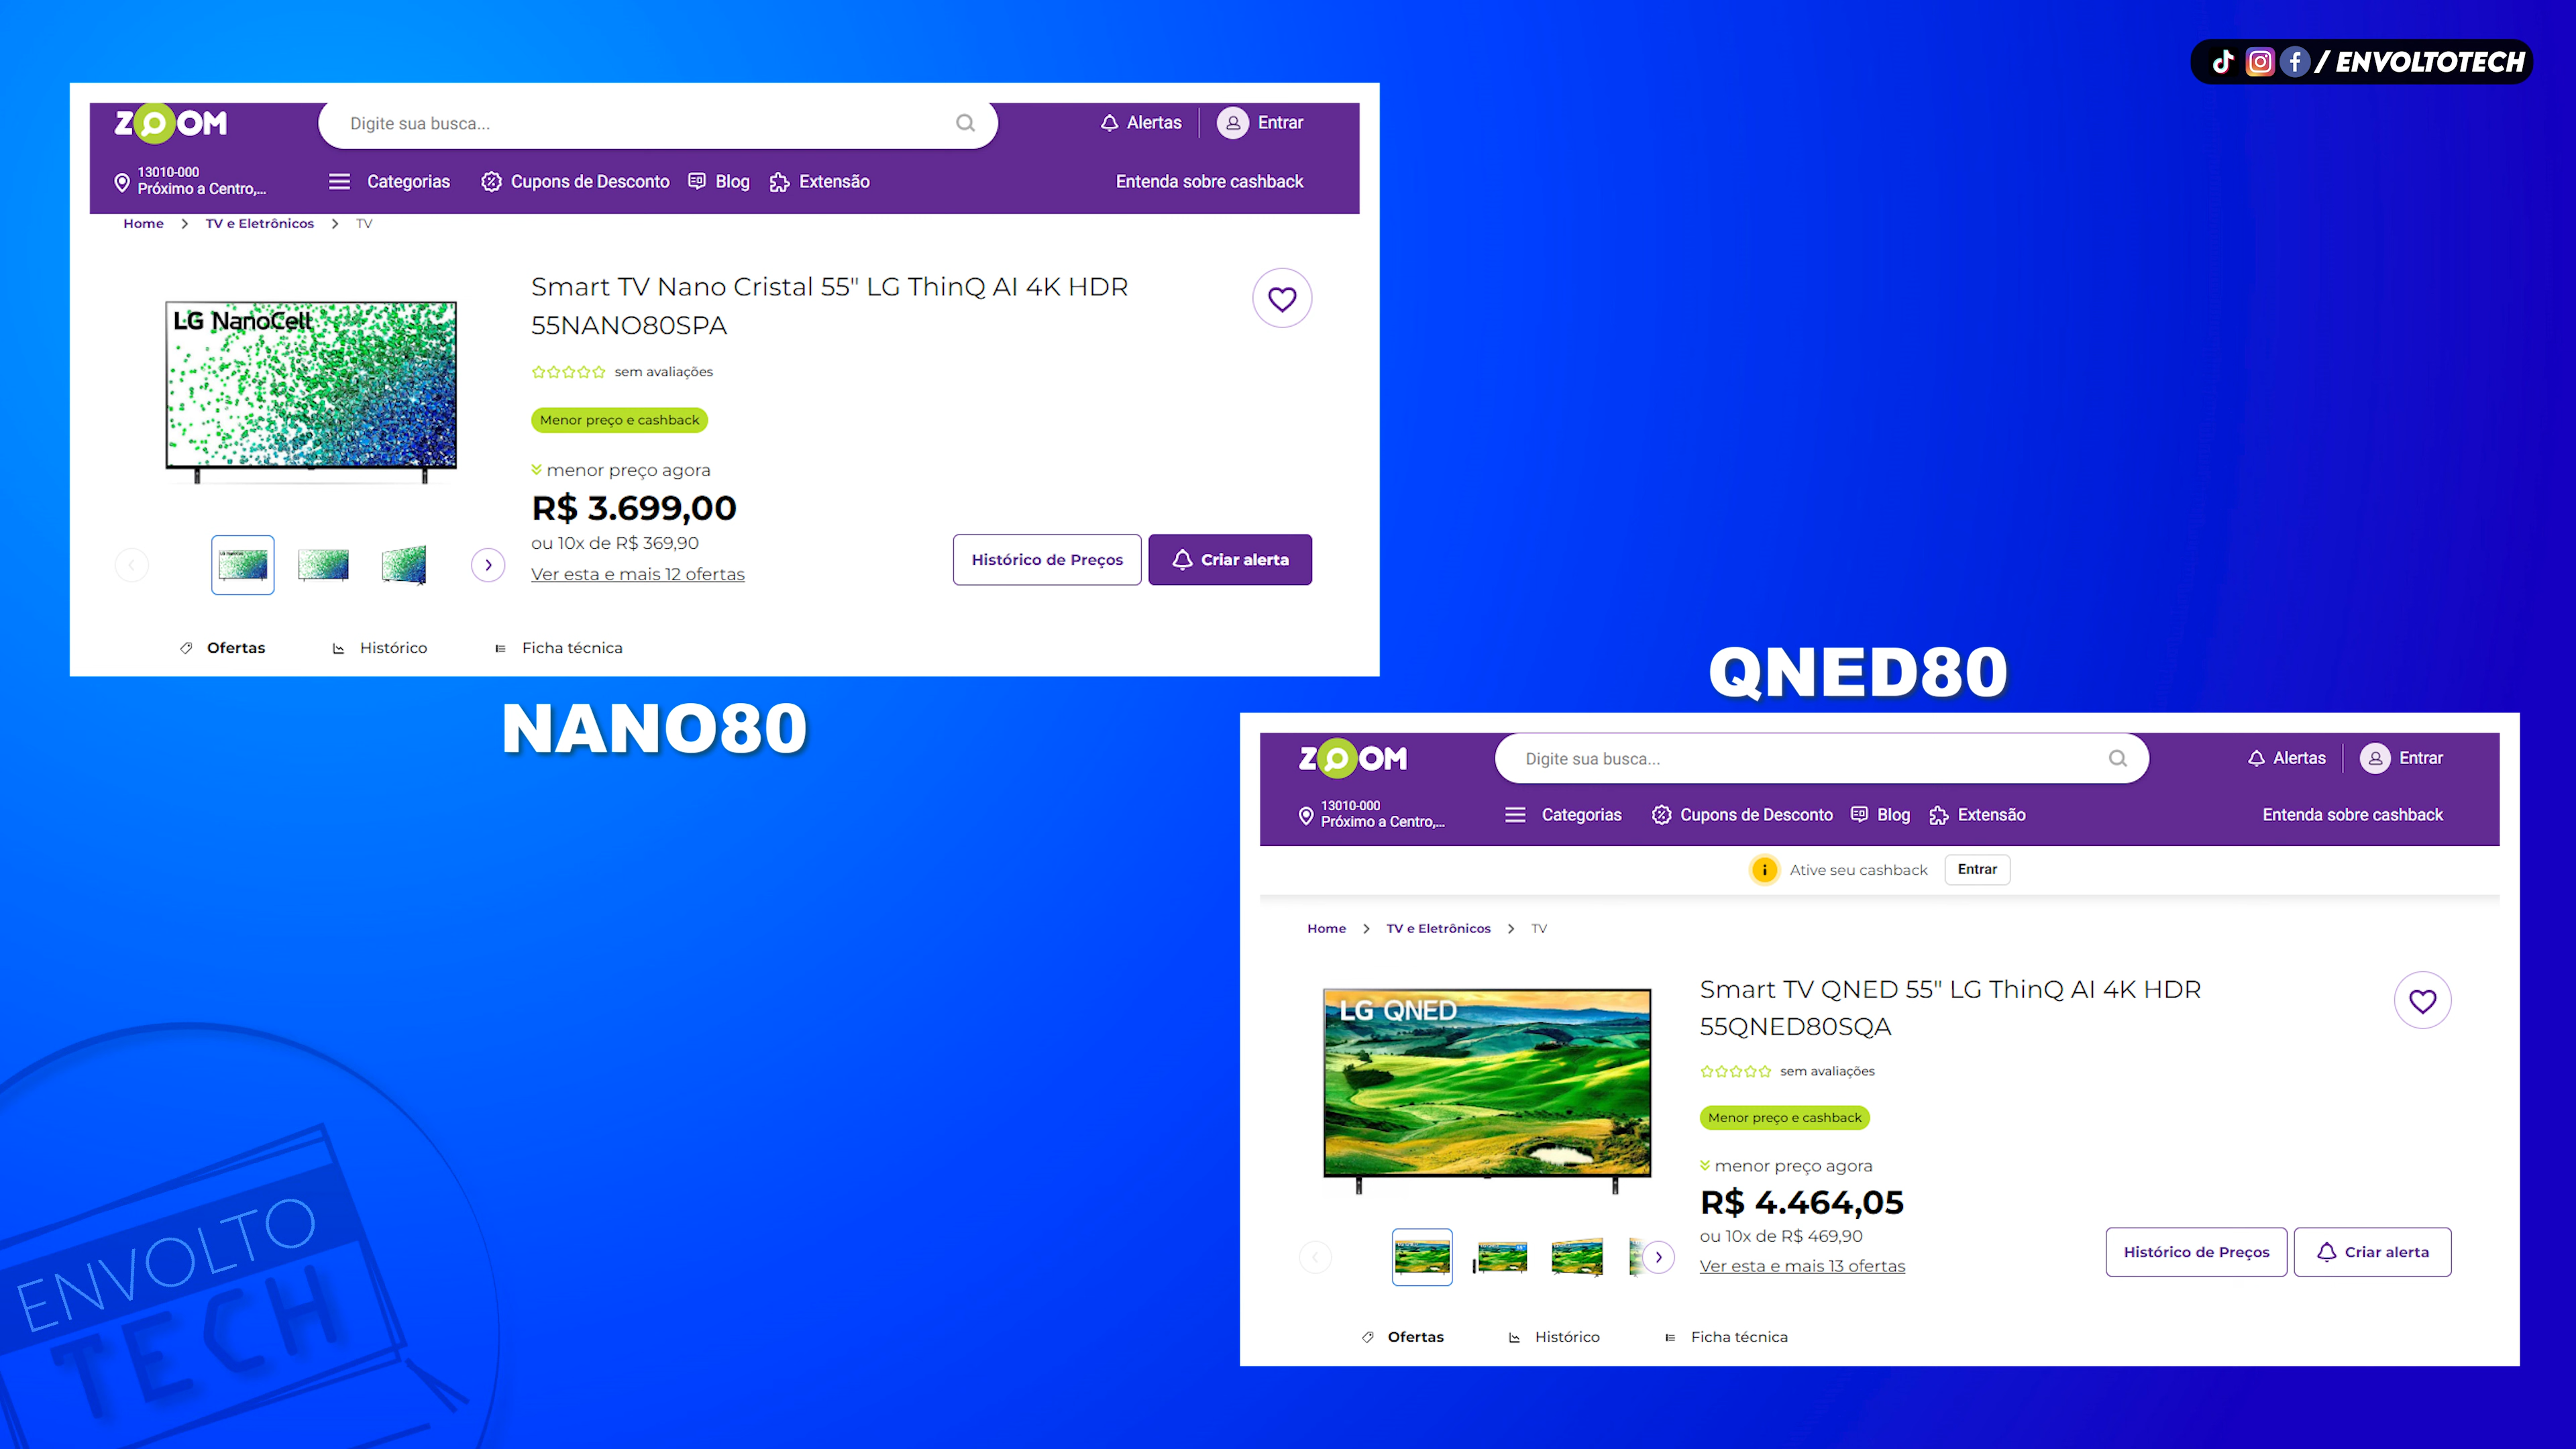 / ENVOLTOTECH
ZOOM
Digite sua busca...
Alertas
Entrar
13010-000
Próximo a Centro,...
Categorias
Cupons de Desconto
Blog
Extensão
Entenda sobre cashback
Home > TV e Eletrônicos > TV
LG NanoCell
Smart TV Nano Cristal 55" LG ThinQ AI 4K HDR
55NANO80SPA
sem avaliações
Menor preço e cashback
menor preço agora
R$ 3.699,00
ou 10x de R$ 369,90
Ver esta e mais 12 ofertas
Histórico de Preços
Criar alerta
Ofertas
Histórico
Ficha técnica
NANO80
QNED80
ZOOM
Digite sua busca...
Alertas
Entrar
13010-000
Próximo a Centro,...
Categorias
Cupons de Desconto
Blog
Extensão
Entenda sobre cashback
Ative seu cashback
Entrar
Home > TV e Eletrônicos > TV
LG QNED
Smart TV QNED 55" LG ThinQ AI 4K HDR
55QNED80SQA
sem avaliações
Menor preço e cashback
menor preço agora
R$ 4.464,05
ou 10x de R$ 469,90
Ver esta e mais 13 ofertas
Histórico de Preços
Criar alerta
Ofertas
Histórico
Ficha técnica
ENVOLTO
TECH